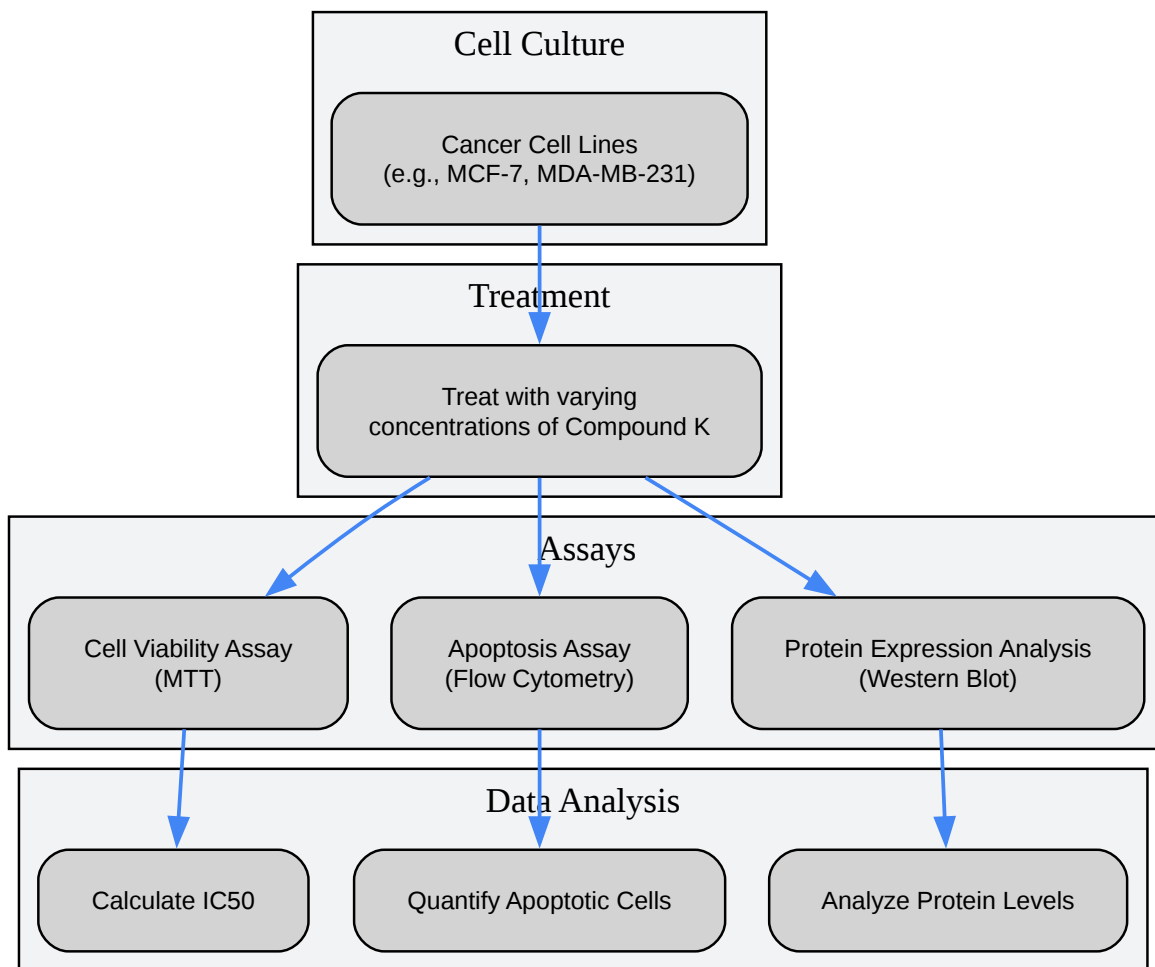 Cell Culture
Cancer Cell Lines
(e.g., MCF-7, MDA-MB-231)
Treatment
Treat with varying
concentrations of Compound K
Assays
Cell Viability Assay
(MTT)
Apoptosis Assay
(Flow Cytometry)
Protein Expression Analysis
(Western Blot)
Data Analysis
Calculate IC50
Quantify Apoptotic Cells
Analyze Protein Levels